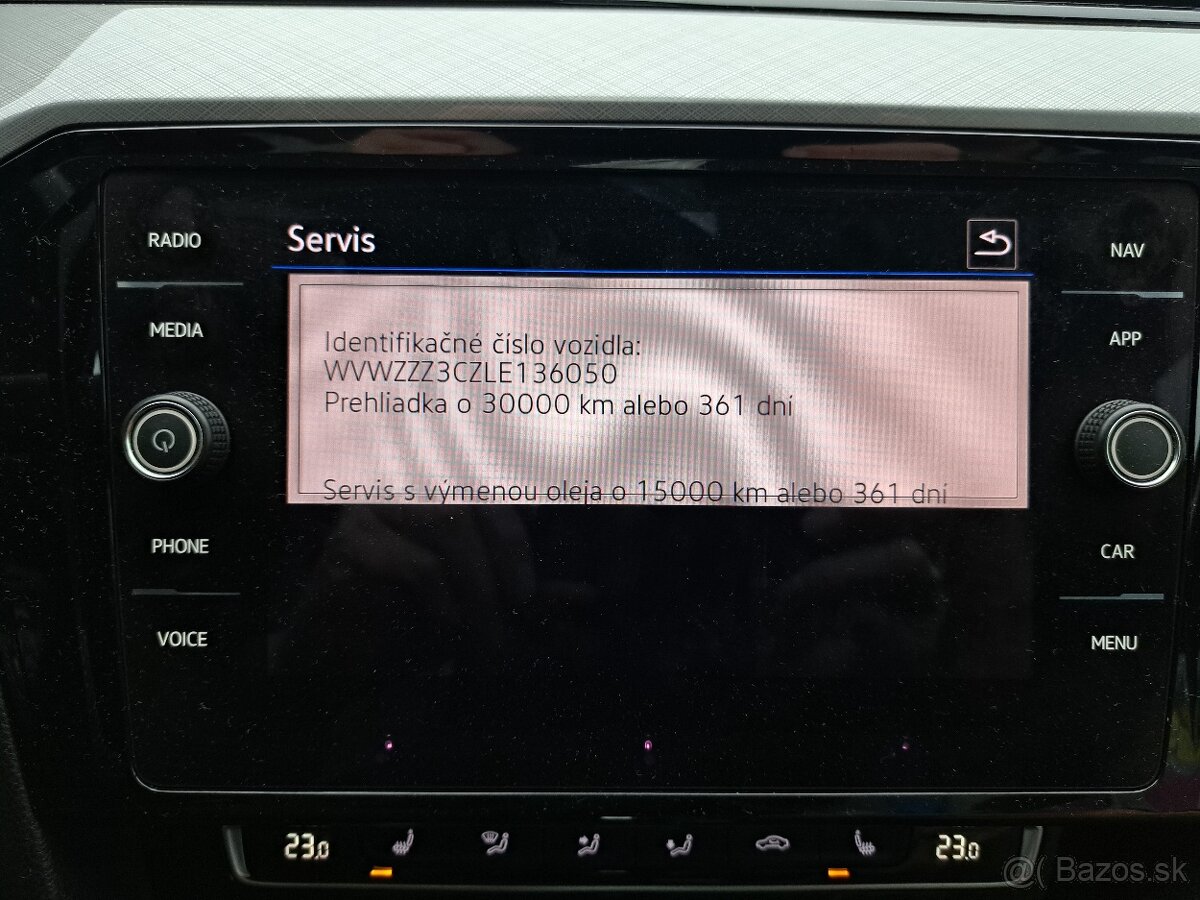 RADIO
Servis
NAV
MEDIA
Identifikačné číslo vozidla:
WVWZZZ3CZLE136050
APP
Prehliadka o 30000 km alebo 361 dní
Servis s výmenou oleja o 15000 km alebo 361 dní
PHONE
CAR
VOICE
MENU
23.0
23.0
@( Bazos.sk